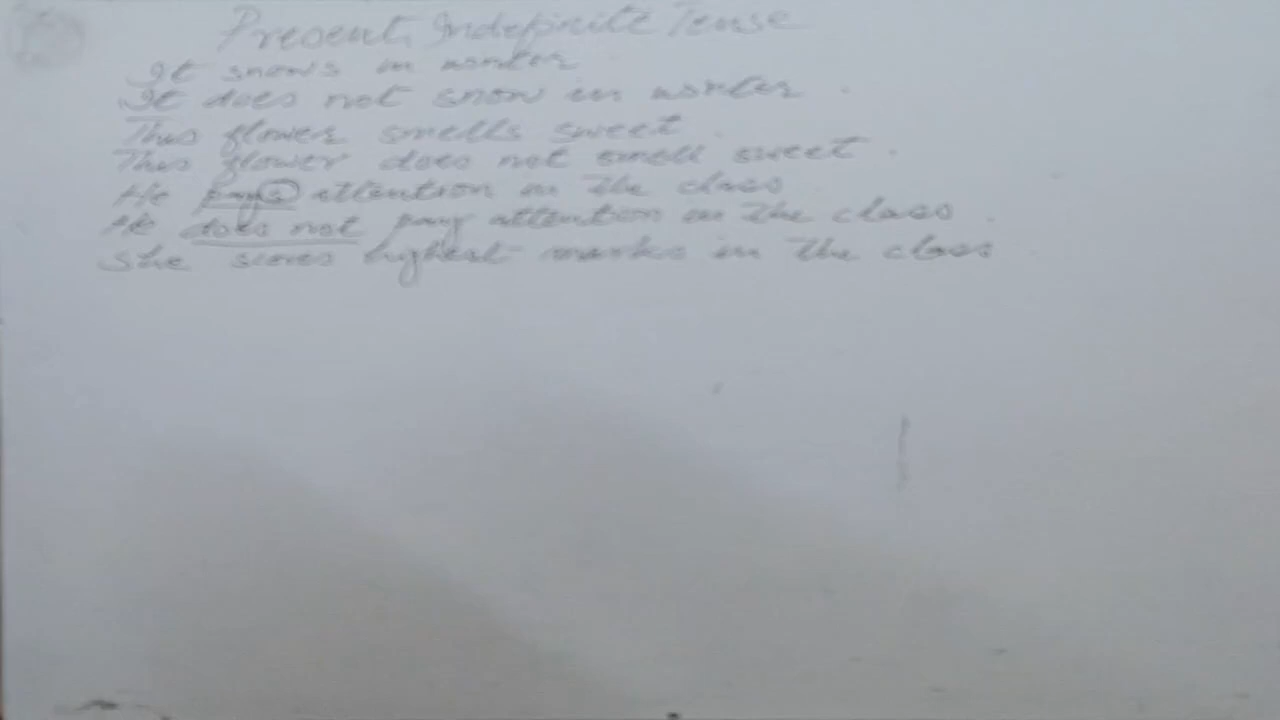 Present Indefinite Tense
It snows in winter
It does not snow in winter.
This flower smells sweet.
This flower does not smell sweet.
He pays attention in the class
He does not pay attention in the class.
She scores highest marks in the class